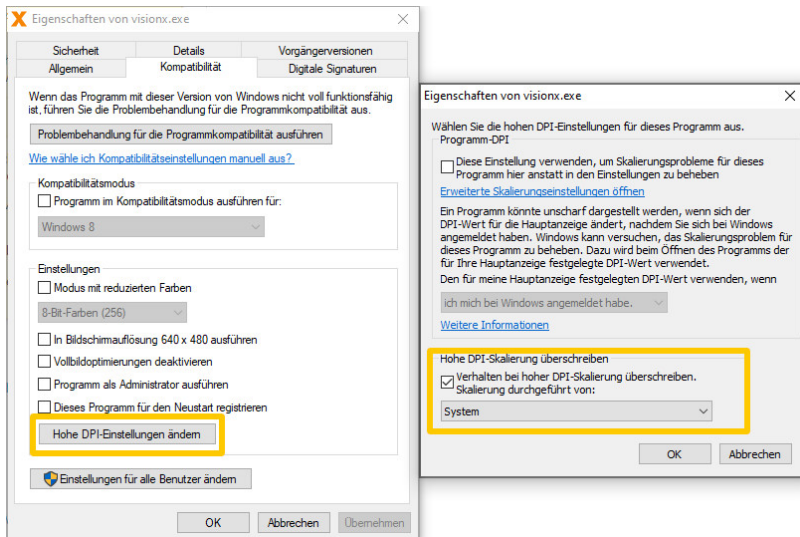 Eigenschaften von visionx.exe
Sicherheit
Details
Vorgängerversionen
Allgemein
Kompatibilität
Digitale Signaturen
Wenn das Programm mit dieser Version von Windows nicht voll funktionsfähig
ist, führen Sie die Problembehandlung für die Programmkompatibilität aus.
Problembehandlung für die Programmkompatibilität ausführen
Wie wähle ich Kompatibilitätseinstellungen manuell aus?
Kompatibilitätsmodus
Programm im Kompatibilitätsmodus ausführen für:
Windows 8
Einstellungen
Modus mit reduzierten Farben
8-Bit-Farben (256)
In Bildschirmauflösung 640 x 480 ausführen
Vollbildoptimierungen deaktivieren
Programm als Administrator ausführen
Dieses Programm für den Neustart registrieren
Hohe DPI-Einstellungen ändern
Einstellungen für alle Benutzer ändern
OK
Abbrechen
Übernehmen
Eigenschaften von visionx.exe
Wählen Sie die hohen DPI-Einstellungen für dieses Programm aus.
Programm-DPI
Diese Einstellung verwenden, um Skalierungsprobleme für dieses
Programm hier anstatt in den Einstellungen zu beheben
Erweiterte Skalierungseinstellungen öffnen
Ein Programm könnte unscharf dargestellt werden, wenn sich der
DPI-Wert für die Hauptanzeige ändert, nachdem Sie sich bei Windows
angemeldet haben. Windows kann versuchen, das Skalierungsproblem für
dieses Programm zu beheben. Dazu wird beim Öffnen des Programms der
für Ihre Hauptanzeige festgelegte DPI-Wert verwendet.
Den für meine Hauptanzeige festgelegten DPI-Wert verwenden, wenn
ich mich bei Windows angemeldet habe.
Weitere Informationen
Hohe DPI-Skalierung überschreiben
Verhalten bei hoher DPI-Skalierung überschreiben.
Skalierung durchgeführt von:
System
OK
Abbrechen